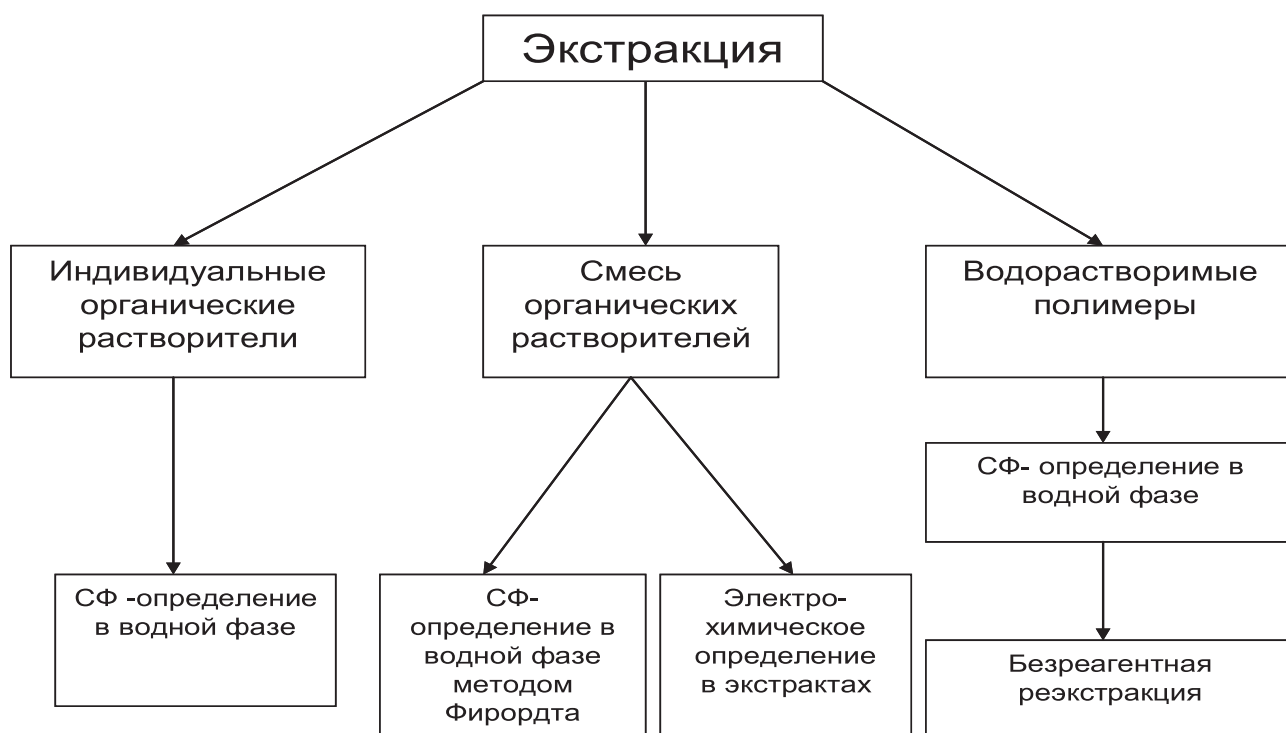 Экстракция
Индивидуальные
органические
растворители
Смесь
органических
растворителей
Водорастворимые
полимеры
СФ- определение в
водной фазе
СФ -определение
в водной фазе
СФ-
определение в
водной фазе
методом
Фирордта
Электро-
химическое
определение
в экстрактах
Безреагентная
реэкстракция